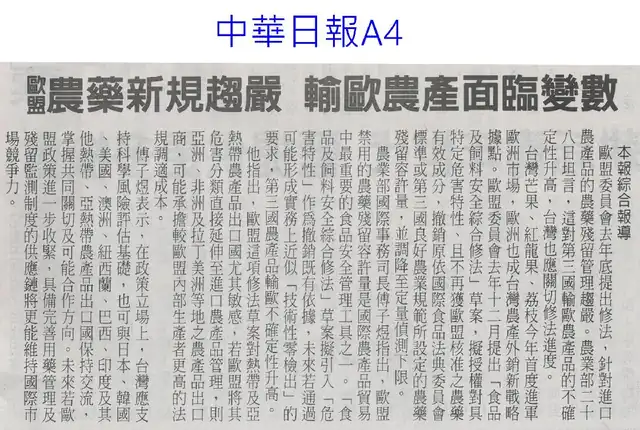 中華日報A4
歐盟農藥新規趨嚴 輸歐農產面臨變數
本報綜合報導
歐盟委員會去年底提出修法，針對進口
農產品的農藥殘留管理趨嚴。農業部二十
八日坦言，這對第三國輸歐農產品的不確
定性升高，台灣也應關切修法進度。
台灣芒果、紅龍果、荔枝今年首度進軍
歐洲市場，歐洲也成台灣農產外銷新戰略
據點。歐盟委員會去年十二月提出「食品
及飼料安全綜合修法」草案，擬授權對具
特定危害特性、且不再獲歐盟核准之農藥
有效成分，撤銷原依國際食品法典委員會
標準或第三國良好農業規範所設定的農藥
殘留容許量，並調降至定量偵測下限。
農業部國際事務司長傅子煜指出，歐盟
禁用的農藥殘留容許量是國際農產品貿易
中最重要的食品安全管理工具之一。「食
品及飼料安全綜合修法」草案擬引入「危
害特性」作為撤銷既有依據，未來若通過
可能形成實務上近似「技術性零檢出」的
要求，第三國農產品輸歐不確定性升高。
他指出，歐盟這項修法草案對熱帶及亞
熱帶農產品出口國尤其敏感，若歐盟將其
危害分類直接延伸至進口農產品管理，則
亞洲、非洲及拉丁美洲等地之農產品出口
商，可能承擔較歐盟內部生產者更高的法
規調適成本。
傅子煜表示，在政策立場上，台灣應支
持科學風險評估基礎，也可與日本、韓國
、美國、澳洲、紐西蘭、巴西、印度及其
他熱帶、亞熱帶農產品出口國保持交流，
掌握共同關切及可能合作方向。未來若歐
盟政策進一步收緊，具備完善用藥管理及
殘留監測制度的供應鏈將更能維持國際市
場競爭力。